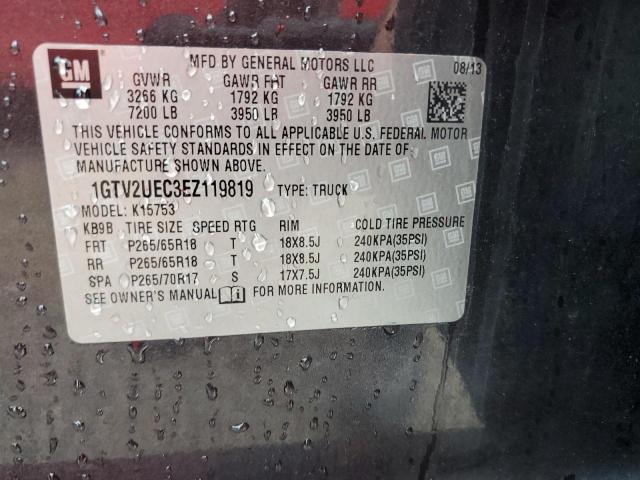 GM
MFD BY GENERAL MOTORS LLC 08/13
GVWR GAWR FRT GAWR RR
3266 KG 1792 KG 1792 KG
7200 LB 3950 LB 3950 LB
THIS VEHICLE CONFORMS TO ALL APPLICABLE U.S. FEDERAL MOTOR
VEHICLE SAFETY STANDARDS IN EFFECT ON THE DATE OF
MANUFACTURE SHOWN ABOVE.
1GTV2UEC3EZ119819 TYPE: TRUCK
MODEL: K15753
KB9B TIRE SIZE SPEED RTG RIM COLD TIRE PRESSURE
FRT P265/65R18 T 18X8.5J 240KPA(35PSI)
RR P265/65R18 T 18X8.5J 240KPA(35PSI)
SPA P265/70R17 S 17X7.5J 240KPA(35PSI)
SEE OWNER'S MANUAL FOR MORE INFORMATION.